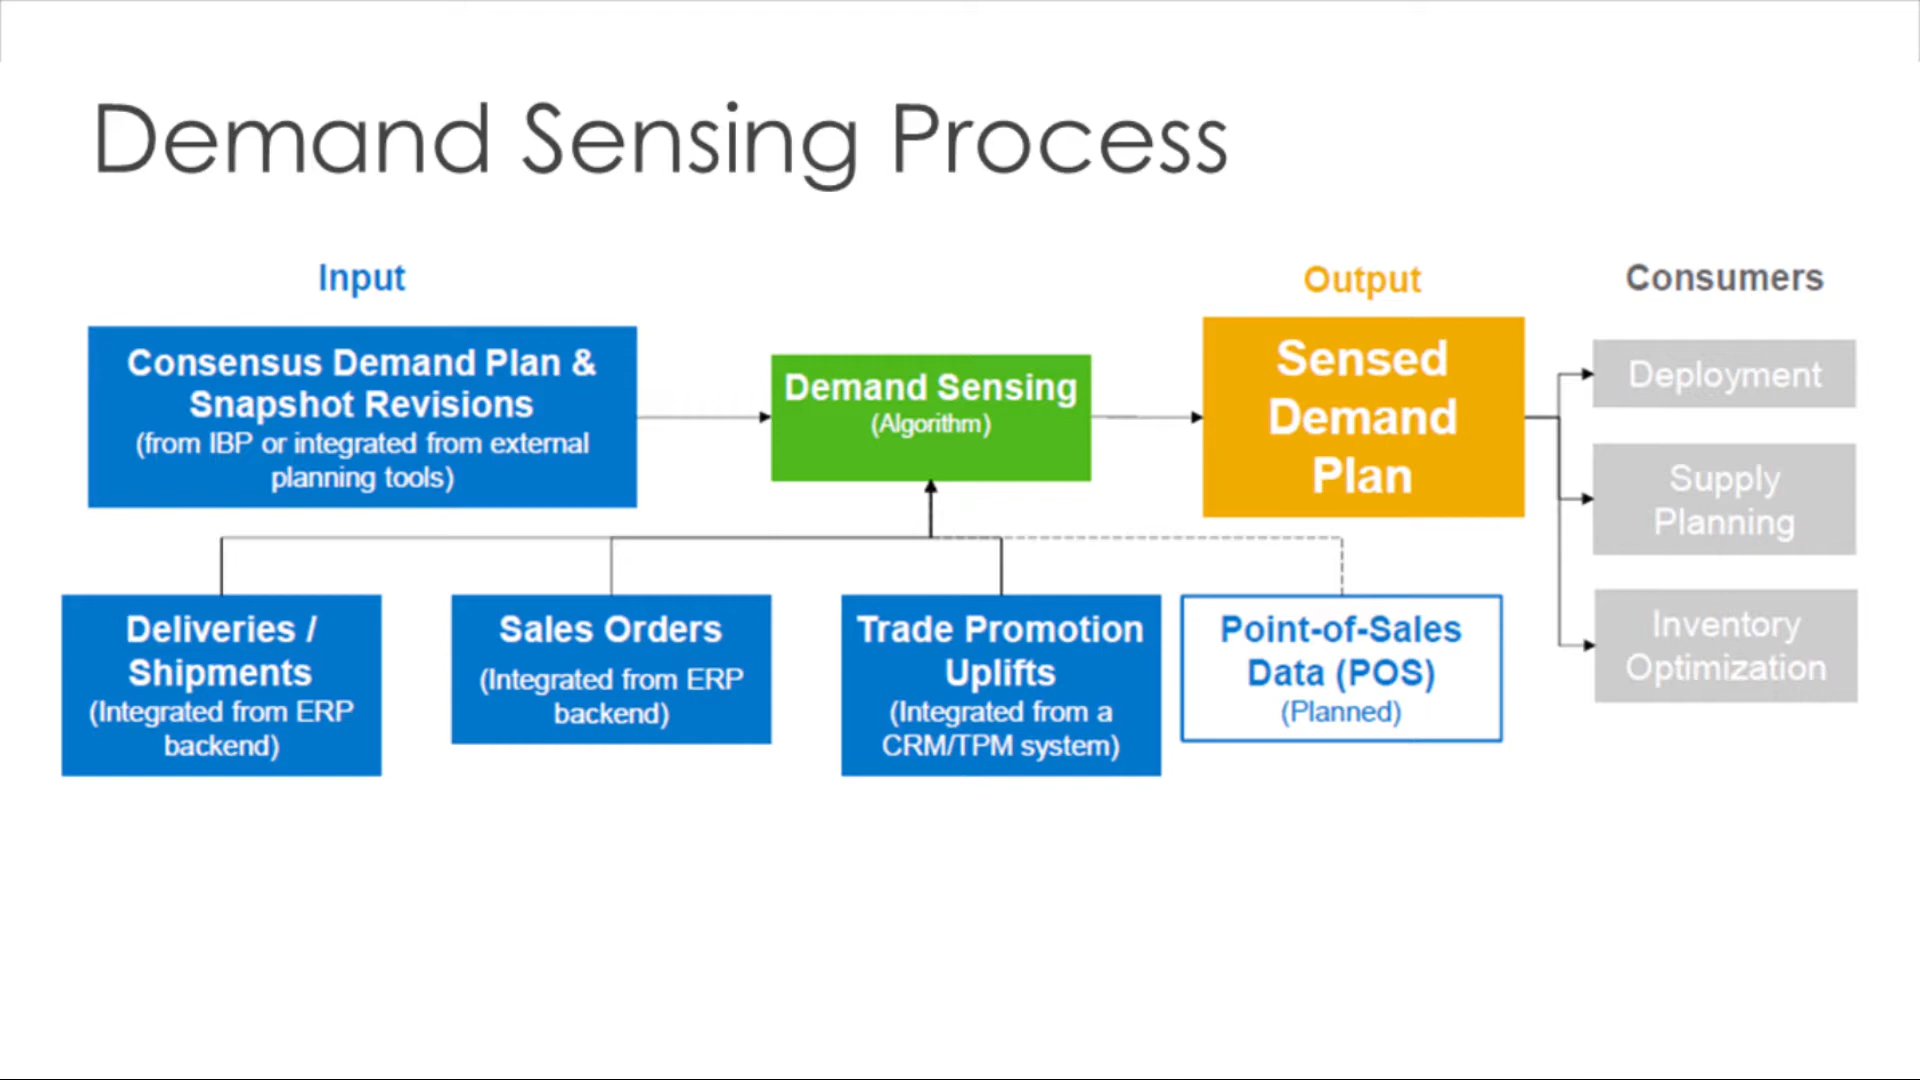 Demand Sensing Process
Input
Output
Consumers
Consensus Demand Plan &
Snapshot Revisions
(from IBP or integrated from external
planning tools)
Demand Sensing
(Algorithm)
Sensed
Demand
Plan
Deployment
Supply
Planning
Inventory
Optimization
Deliveries /
Shipments
(Integrated from ERP
backend)
Sales Orders
(Integrated from ERP
backend)
Trade Promotion
Uplifts
(Integrated from a
CRM/TPM system)
Point-of-Sales
Data (POS)
(Planned)